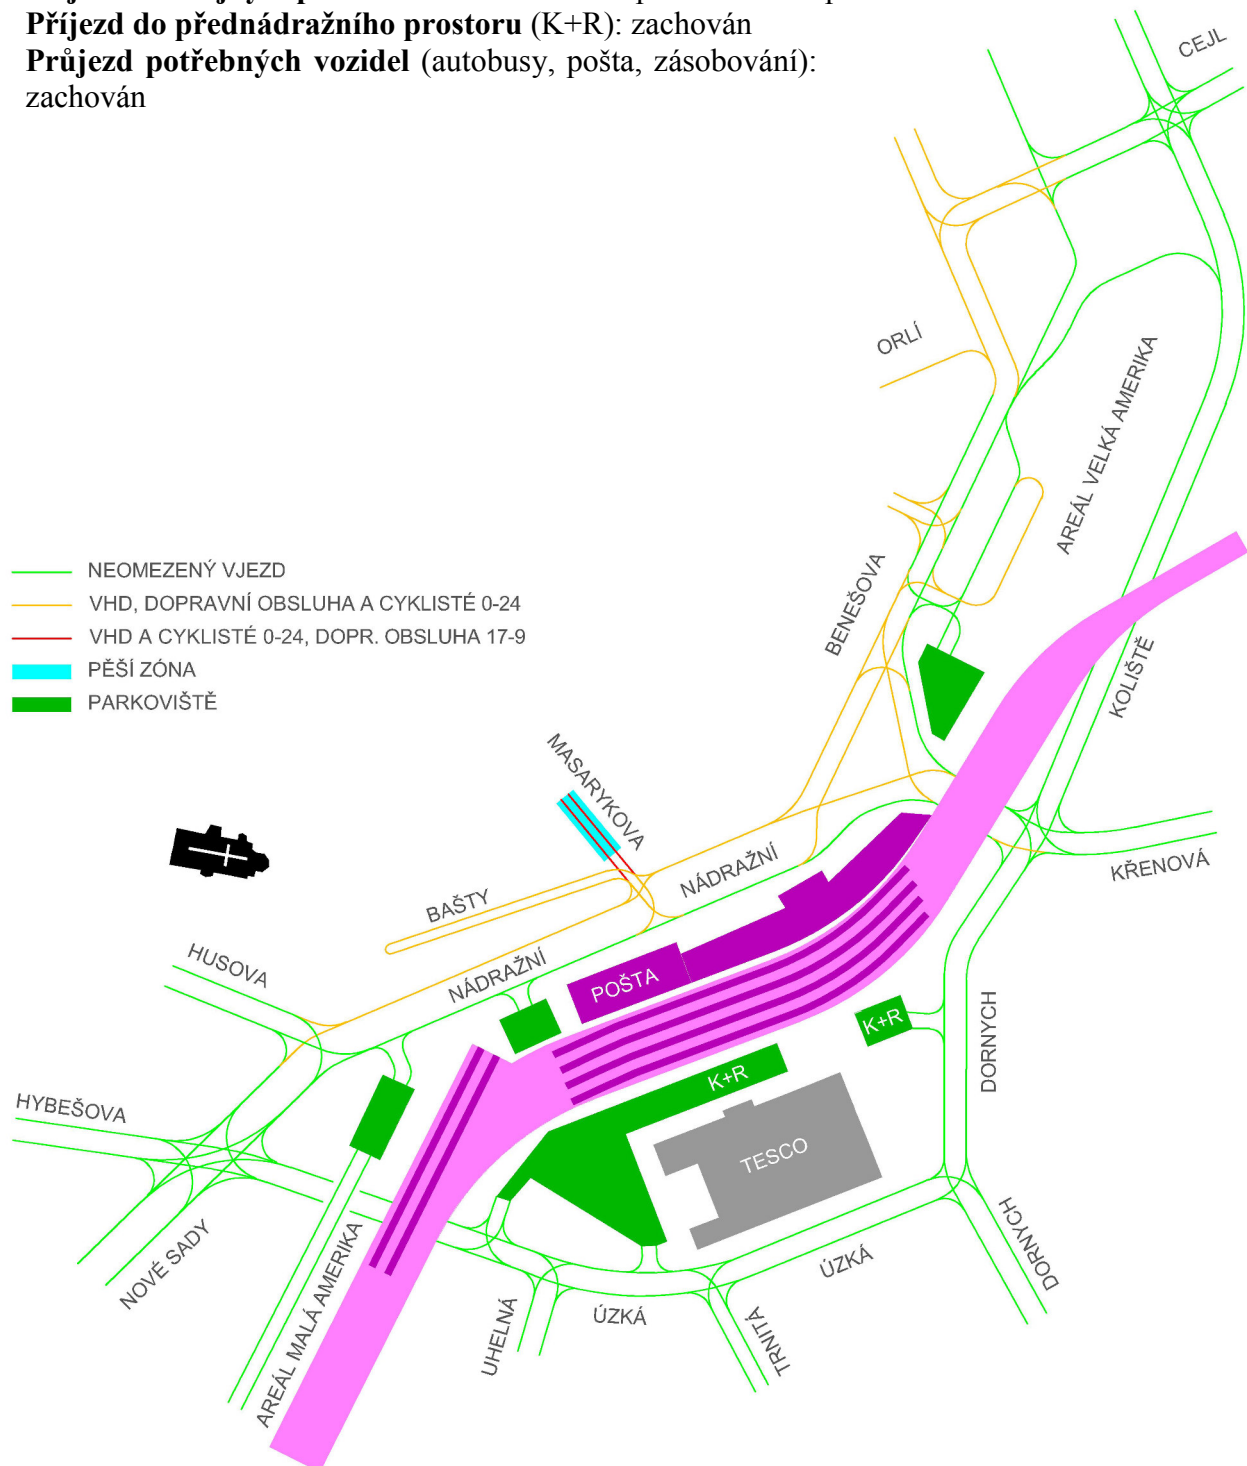 Příjezd do přednádražního prostoru (K+R): zachován
Průjezd potřebných vozidel (autobusy, pošta, zásobování):
zachován
CEJL
ORLÍ
AREÁL VELKÁ AMERIKA
BENEŠOVA
KOLIŠTĚ
NEOMEZENÝ VJEZD
VHD, DOPRAVNÍ OBSLUHA A CYKLISTÉ 0-24
VHD A CYKLISTÉ 0-24, DOPR. OBSLUHA 17-9
PĚŠÍ ZÓNA
PARKOVIŠTĚ
MASARYKOVA
NÁDRAŽNÍ
KŘENOVÁ
BAŠTY
HUSOVA
NÁDRAŽNÍ
POŠTA
K+R
DORNYCH
K+R
HYBEŠOVA
TESCO
NOVÉ SADY
AREÁL MALÁ AMERIKA
UHELNÁ
ÚZKÁ
TRNITÁ
ÚZKÁ
DORNYCH